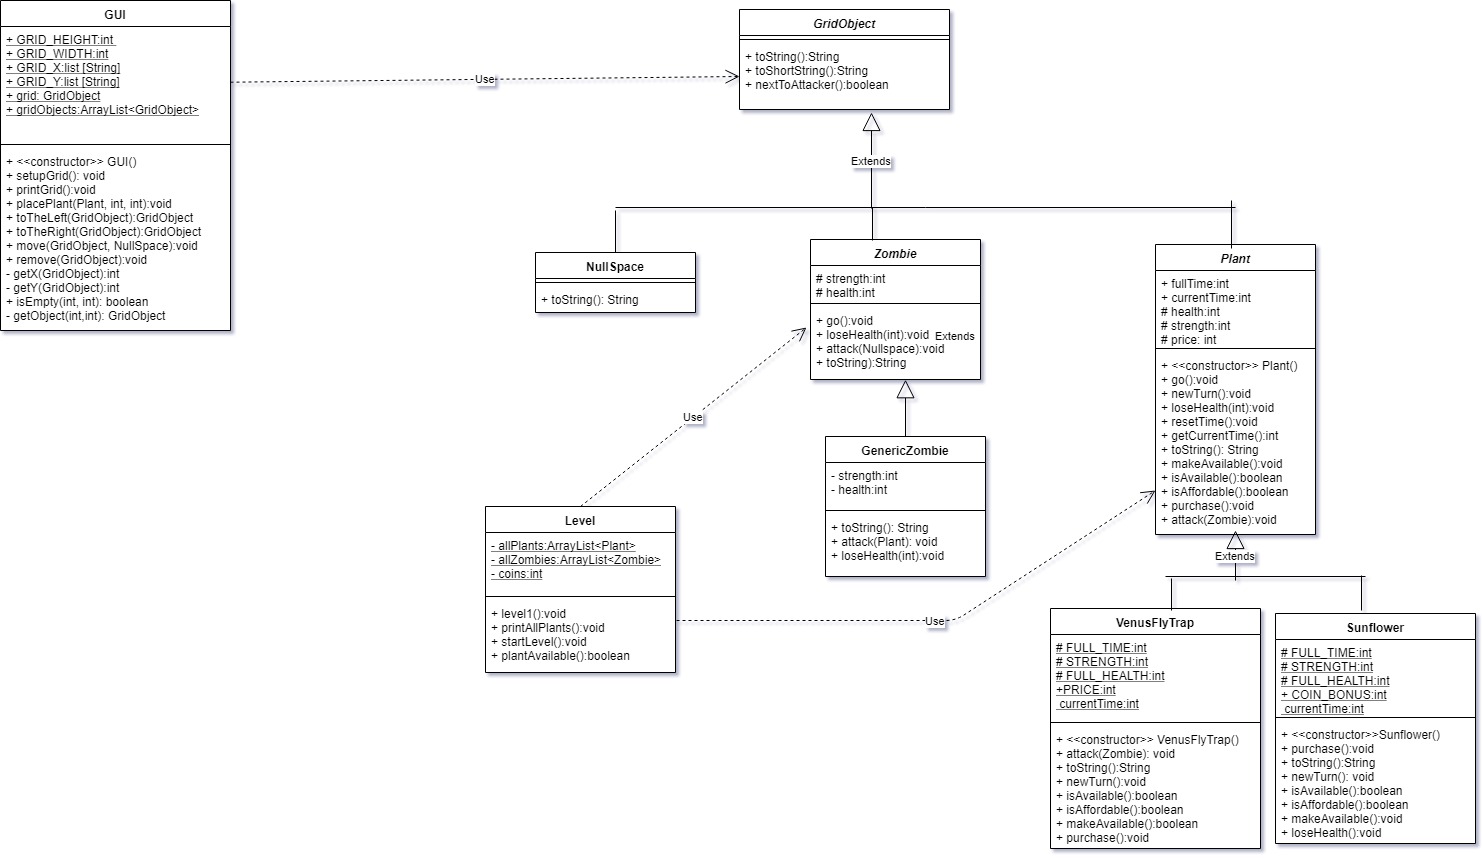 GUI
+ GRID_HEIGHT:int
+ GRID_WIDTH:int
+ GRID_X:list [String]
+ GRID_Y:list [String]
+ grid: GridObject
+ gridObjects:ArrayList<GridObject>
+ <<constructor>> GUI()
+ setupGrid(): void
+ printGrid():void
+ placePlant(Plant, int, int):void
+ toTheLeft(GridObject):GridObject
+ toTheRight(GridObject):GridObject
+ move(GridObject, NullSpace):void
+ remove(GridObject):void
- getX(GridObject):int
- getY(GridObject):int
+ isEmpty(int, int): boolean
- getObject(int,int): GridObject
Use
GridObject
+ toString():String
+ toShortString():String
+ nextToAttacker():boolean
Extends
NullSpace
+ toString(): String
Zombie
# strength:int
# health:int
+ go():void
+ loseHealth(int):void
+ attack(Nullspace):void
+ toString):String
Extends
Plant
+ fullTime:int
+ currentTime:int
# health:int
# strength:int
# price: int
+ <<constructor>> Plant()
+ go():void
+ newTurn():void
+ loseHealth(int):void
+ resetTime():void
+ getCurrentTime():int
+ toString(): String
+ makeAvailable():void
+ isAvailable():boolean
+ isAffordable():boolean
+ purchase():void
+ attack(Zombie):void
Use
GenericZombie
- strength:int
- health:int
+ toString(): String
+ attack(Plant): void
+ loseHealth(int):void
Level
- allPlants:ArrayList<Plant>
- allZombies:ArrayList<Zombie>
- coins:int
+ level1():void
+ printAllPlants():void
+ startLevel():void
+ plantAvailable():boolean
Use
Extends
VenusFlyTrap
# FULL_TIME:int
# STRENGTH:int
# FULL_HEALTH:int
+PRICE:int
currentTime:int
+ <<constructor>> VenusFlyTrap()
+ attack(Zombie): void
+ toString():String
+ newTurn():void
+ isAvailable():boolean
+ isAffordable():boolean
+ makeAvailable():boolean
+ purchase():void
Sunflower
# FULL_TIME:int
# STRENGTH:int
# FULL_HEALTH:int
+ COIN_BONUS:int
currentTime:int
+ <<constructor>>Sunflower()
+ purchase():void
+ toString():String
+ newTurn(): void
+ isAvailable():boolean
+ isAffordable():boolean
+ makeAvailable():void
+ loseHealth():void